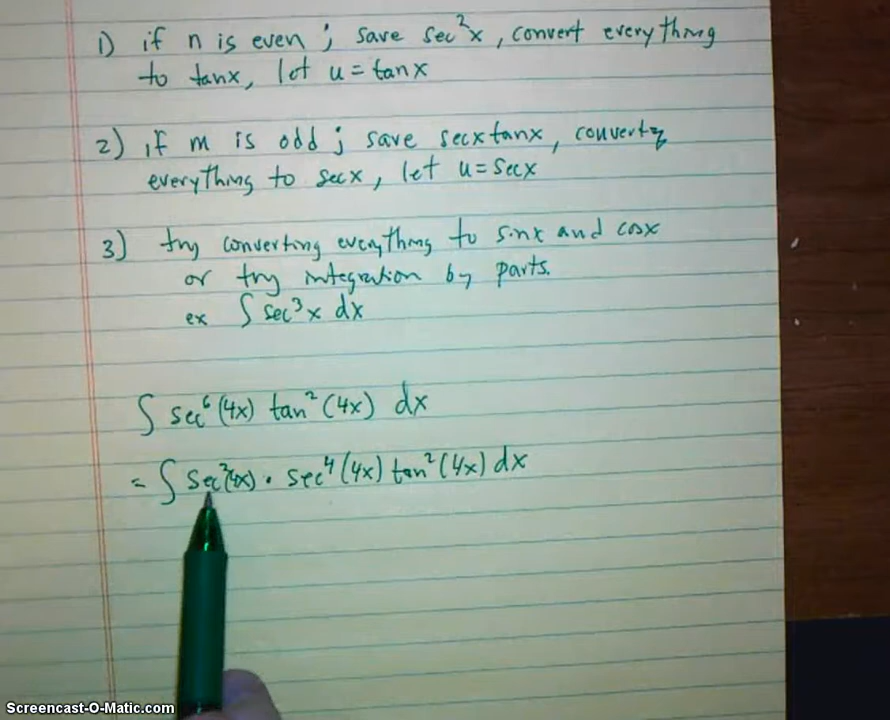 1) if n is even ; save sec²x , convert everything
to tanx, let u = tanx
2) if m is odd ; save secxtanx , convert
everything to secx , let u = secx
3) try converting everything to sinx and cosx
or try integration by parts.
ex ∫ sec³x dx
∫ sec⁶(4x) tan²(4x) dx
= ∫ sec²(4x) · sec⁴(4x) tan²(4x) dx
Screencast-O-Matic.com